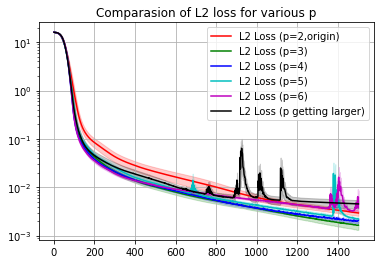 Comparasion of L2 loss for various p
L2 Loss (p=2,origin)
L2 Loss (p=3)
L2 Loss (p=4)
L2 Loss (p=5)
L2 Loss (p=6)
L2 Loss (p getting larger)
10¹
10⁰
10⁻¹
10⁻²
10⁻³
0 200 400 600 800 1000 1200 1400